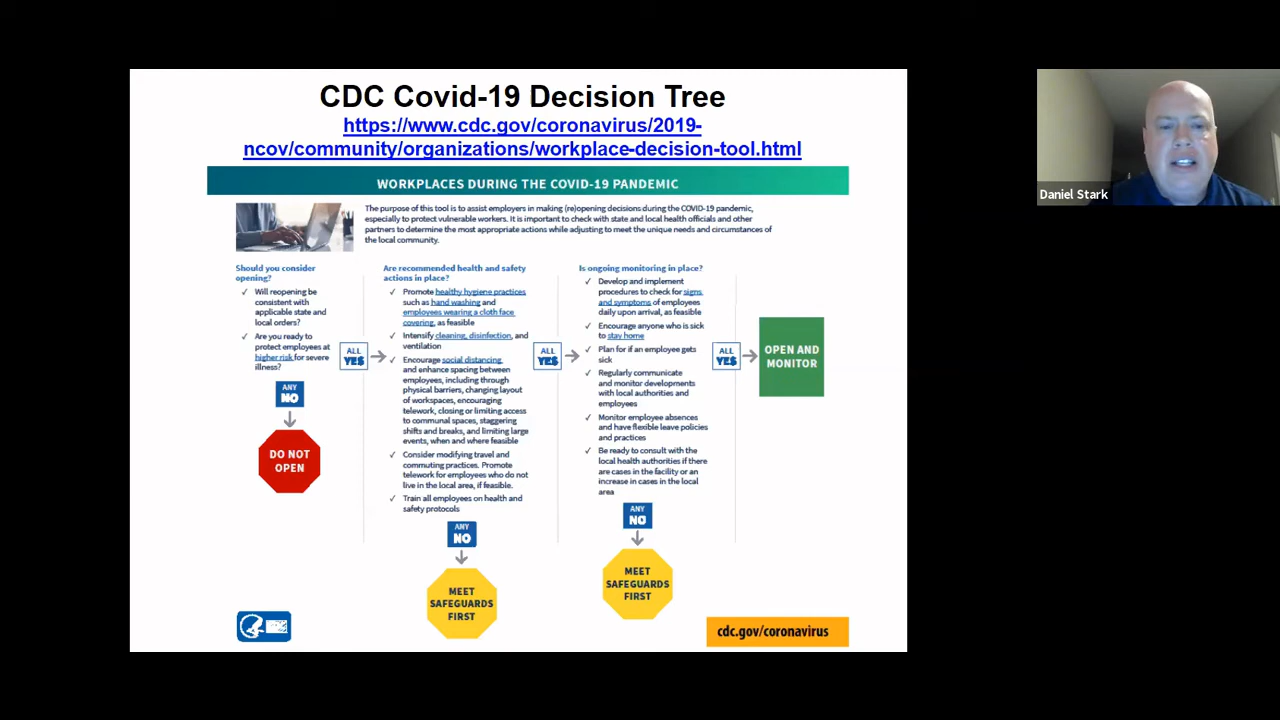 CDC Covid-19 Decision Tree
https://www.cdc.gov/coronavirus/2019-
ncov/community/organizations/workplace-decision-tool.html
WORKPLACES DURING THE COVID-19 PANDEMIC
The purpose of this tool is to assist employers in making (re)opening decisions during the COVID-19 pandemic,
especially to protect vulnerable workers. It is important to check with state and local health officials and other
partners to determine the most appropriate actions while adjusting to meet the unique needs and circumstances of
the local community.
Should you consider
opening?
✓ Will reopening be
consistent with
applicable state and
local orders?
✓ Are you ready to
protect employees at
higher risk for severe
illness?
ANY
NO
DO NOT
OPEN
ALL
YES
Are recommended health and safety
actions in place?
✓ Promote healthy hygiene practices
such as hand washing and
employees wearing a cloth face
covering, as feasible
✓ Intensify cleaning, disinfection, and
ventilation
✓ Encourage social distancing
and enhance spacing between
employees, including through
physical barriers, changing layout
of workspaces, encouraging
telework, closing or limiting access
to communal spaces, staggering
shifts and breaks, and limiting large
events, when and where feasible
✓ Consider modifying travel and
commuting practices. Promote
telework for employees who do not
live in the local area, if feasible.
✓ Train all employees on health and
safety protocols
ANY
NO
MEET
SAFEGUARDS
FIRST
ALL
YES
Is ongoing monitoring in place?
✓ Develop and implement
procedures to check for signs
and symptoms of employees
daily upon arrival, as feasible
✓ Encourage anyone who is sick
to stay home
✓ Plan for if an employee gets
sick
✓ Regularly communicate
and monitor developments
with local authorities and
employees
✓ Monitor employee absences
and have flexible leave policies
and practices
✓ Be ready to consult with the
local health authorities if there
are cases in the facility or an
increase in cases in the local
area
ANY
NO
MEET
SAFEGUARDS
FIRST
ALL
YES
OPEN AND
MONITOR
cdc.gov/coronavirus
Daniel Stark